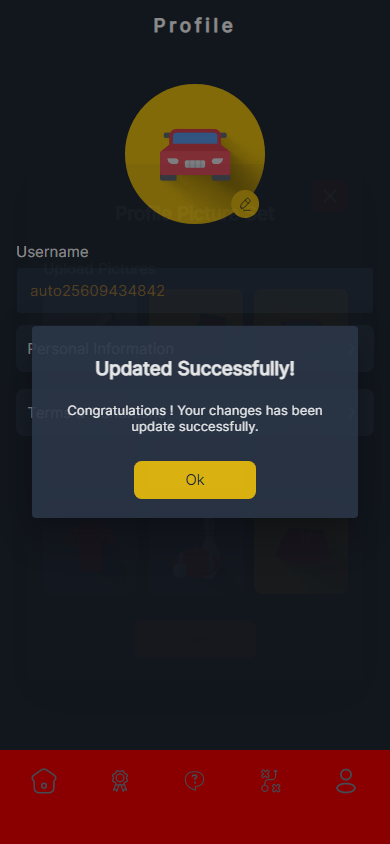 Profile
Profile Picture Set
Username
Upload Pictures
auto25609434842
Personal Information
Updated Successfully!
Terms
Congratulations ! Your changes has been
update successfully.
Ok